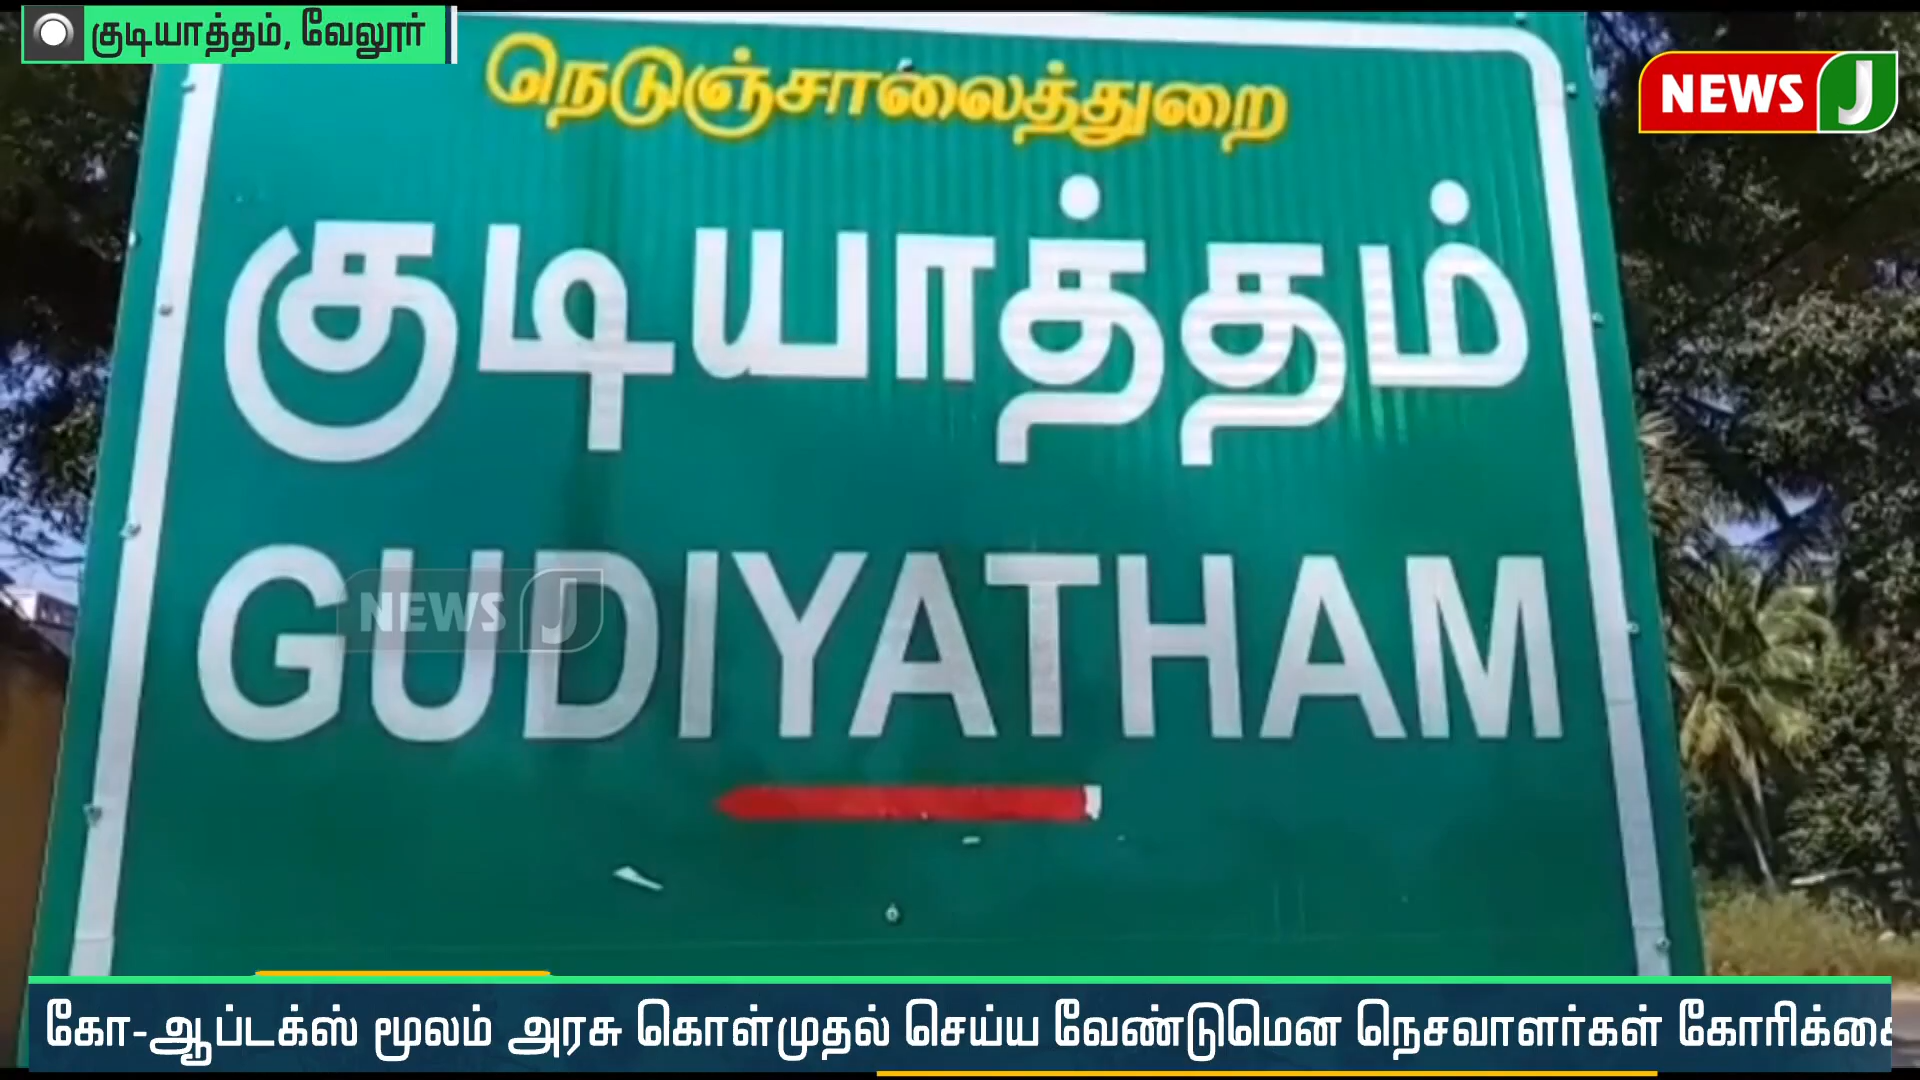 குடியாத்தம், வேலூர்
NEWS J
நெடுஞ்சாலைத்துறை
குடியாத்தம்
GUDIYATHAM
NEWS J
கோ-ஆப்டக்ஸ் மூலம் அரசு கொள்முதல் செய்ய வேண்டுமென நெசவாளர்கள் கோரிக்கை